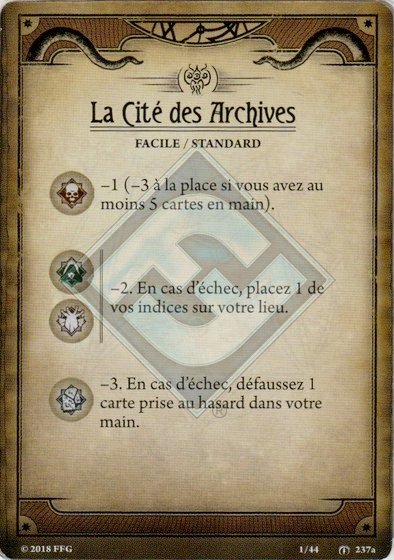 La Cité des Archives
FACILE / STANDARD
–1 (–3 à la place si vous avez au
moins 5 cartes en main).
–2. En cas d'échec, placez 1 de
vos indices sur votre lieu.
–3. En cas d'échec, défaussez 1
carte prise au hasard dans votre
main.
®
© 2018 FFG
1/44
237a